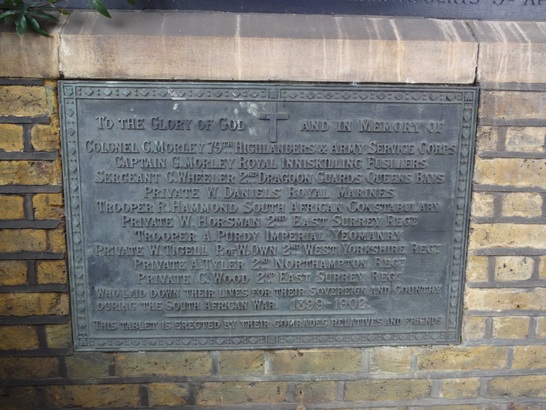 To the Glory of God and in Memory of
Colonel C. Morley 79th Highlanders & Army Service Corps
Captain G. Morley Royal Inniskilling Fusiliers
Sergeant C. Wheeler 2nd Dragoon Guards Queens Bays
Private W. Daniels Royal Marines
Trooper R. Hammond South African Constabulary
Private W. Horsman 2nd East Surrey Regt
Trooper A. Purdy Imperial Yeomanry
Private W. Tugell P. of W. Own 2nd West Yorkshire Regt
Private A. Tyler 2nd Northampton Regt
Private C. Wood 2nd East Surrey Regt
who laid down their lives for their Sovereign and Country
during the South African War. 1899-1902.
This tablet is erected by their comrades relatives and friends